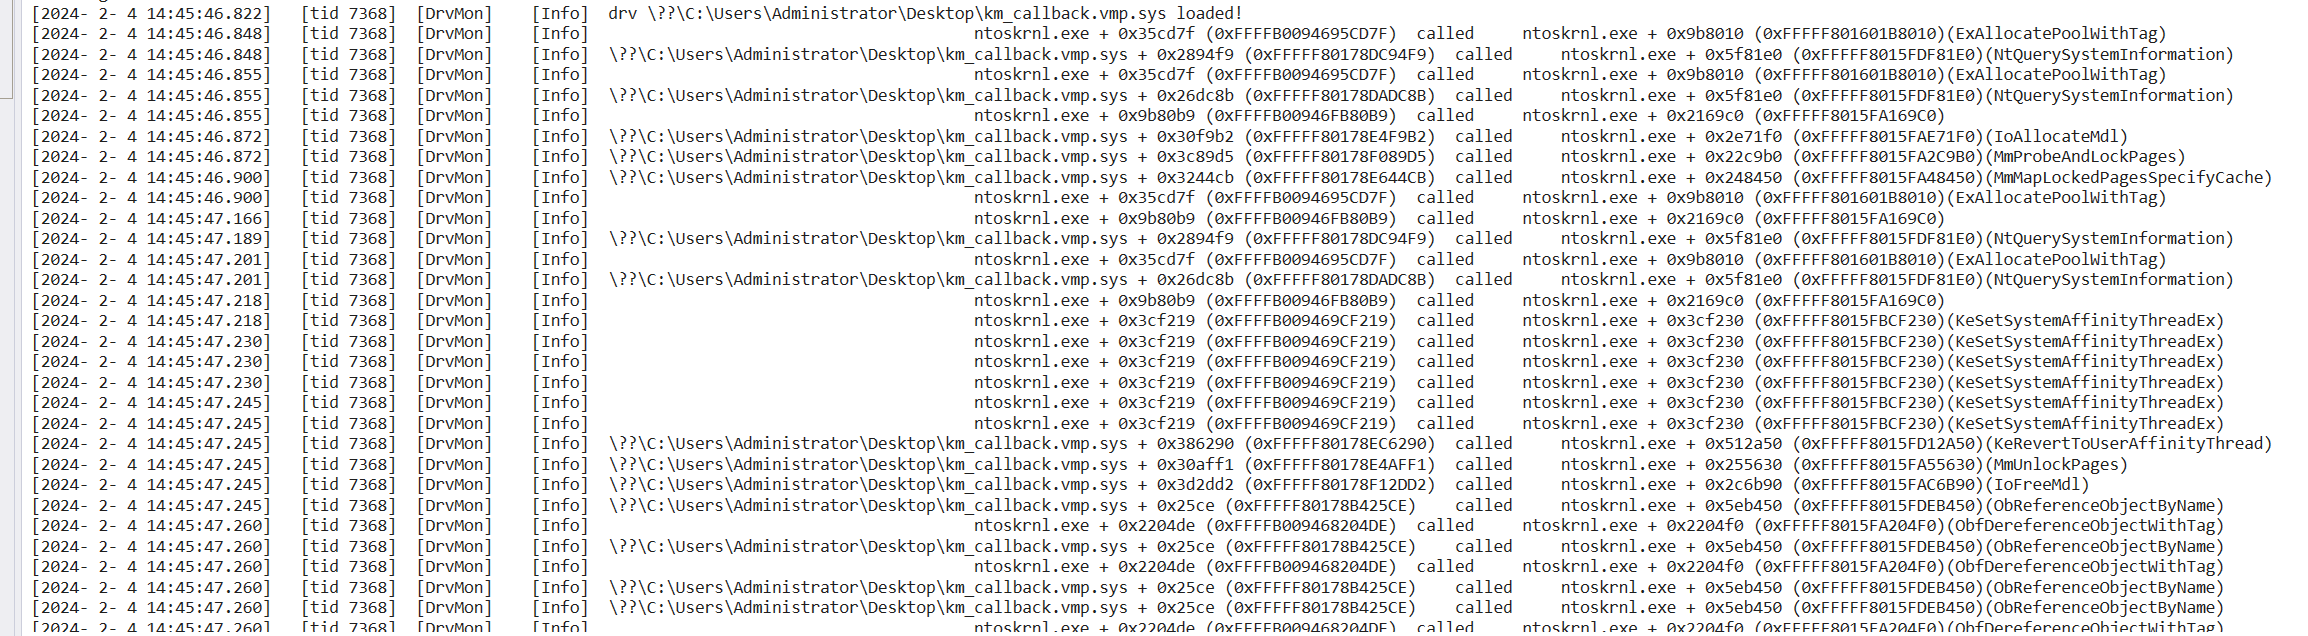 [2024- 2- 4 14:45:46.822] [tid 7368] [DrvMon] [Info] drv \??\C:\Users\Administrator\Desktop\km_callback.vmp.sys loaded!
[2024- 2- 4 14:45:46.848] [tid 7368] [DrvMon] [Info] ntoskrnl.exe + 0x35cd7f (0xFFFFB0094695CD7F) called ntoskrnl.exe + 0x9b8010 (0xFFFFF801601B8010)(ExAllocatePoolWithTag)
[2024- 2- 4 14:45:46.848] [tid 7368] [DrvMon] [Info] \??\C:\Users\Administrator\Desktop\km_callback.vmp.sys + 0x2894f9 (0xFFFFF80178DC94F9) called ntoskrnl.exe + 0x5f81e0 (0xFFFFF8015FDF81E0)(NtQuerySystemInformation)
[2024- 2- 4 14:45:46.855] [tid 7368] [DrvMon] [Info] ntoskrnl.exe + 0x35cd7f (0xFFFFB0094695CD7F) called ntoskrnl.exe + 0x9b8010 (0xFFFFF801601B8010)(ExAllocatePoolWithTag)
[2024- 2- 4 14:45:46.855] [tid 7368] [DrvMon] [Info] \??\C:\Users\Administrator\Desktop\km_callback.vmp.sys + 0x26dc8b (0xFFFFF80178DADC8B) called ntoskrnl.exe + 0x5f81e0 (0xFFFFF8015FDF81E0)(NtQuerySystemInformation)
[2024- 2- 4 14:45:46.855] [tid 7368] [DrvMon] [Info] ntoskrnl.exe + 0x9b80b9 (0xFFFFB00946FB80B9) called ntoskrnl.exe + 0x2169c0 (0xFFFFF8015FA169C0)
[2024- 2- 4 14:45:46.872] [tid 7368] [DrvMon] [Info] \??\C:\Users\Administrator\Desktop\km_callback.vmp.sys + 0x30f9b2 (0xFFFFF80178E4F9B2) called ntoskrnl.exe + 0x2e71f0 (0xFFFFF8015FAE71F0)(IoAllocateMdl)
[2024- 2- 4 14:45:46.872] [tid 7368] [DrvMon] [Info] \??\C:\Users\Administrator\Desktop\km_callback.vmp.sys + 0x3c89d5 (0xFFFFF80178F089D5) called ntoskrnl.exe + 0x22c9b0 (0xFFFFF8015FA2C9B0)(MmProbeAndLockPages)
[2024- 2- 4 14:45:46.900] [tid 7368] [DrvMon] [Info] \??\C:\Users\Administrator\Desktop\km_callback.vmp.sys + 0x3244cb (0xFFFFF80178E644CB) called ntoskrnl.exe + 0x248450 (0xFFFFF8015FA48450)(MmMapLockedPagesSpecifyCache)
[2024- 2- 4 14:45:46.900] [tid 7368] [DrvMon] [Info] ntoskrnl.exe + 0x35cd7f (0xFFFFB0094695CD7F) called ntoskrnl.exe + 0x9b8010 (0xFFFFF801601B8010)(ExAllocatePoolWithTag)
[2024- 2- 4 14:45:47.166] [tid 7368] [DrvMon] [Info] ntoskrnl.exe + 0x9b80b9 (0xFFFFB00946FB80B9) called ntoskrnl.exe + 0x2169c0 (0xFFFFF8015FA169C0)
[2024- 2- 4 14:45:47.189] [tid 7368] [DrvMon] [Info] \??\C:\Users\Administrator\Desktop\km_callback.vmp.sys + 0x2894f9 (0xFFFFF80178DC94F9) called ntoskrnl.exe + 0x5f81e0 (0xFFFFF8015FDF81E0)(NtQuerySystemInformation)
[2024- 2- 4 14:45:47.201] [tid 7368] [DrvMon] [Info] ntoskrnl.exe + 0x35cd7f (0xFFFFB0094695CD7F) called ntoskrnl.exe + 0x9b8010 (0xFFFFF801601B8010)(ExAllocatePoolWithTag)
[2024- 2- 4 14:45:47.201] [tid 7368] [DrvMon] [Info] \??\C:\Users\Administrator\Desktop\km_callback.vmp.sys + 0x26dc8b (0xFFFFF80178DADC8B) called ntoskrnl.exe + 0x5f81e0 (0xFFFFF8015FDF81E0)(NtQuerySystemInformation)
[2024- 2- 4 14:45:47.218] [tid 7368] [DrvMon] [Info] ntoskrnl.exe + 0x9b80b9 (0xFFFFB00946FB80B9) called ntoskrnl.exe + 0x2169c0 (0xFFFFF8015FA169C0)
[2024- 2- 4 14:45:47.218] [tid 7368] [DrvMon] [Info] ntoskrnl.exe + 0x3cf219 (0xFFFFB009469CF219) called ntoskrnl.exe + 0x3cf230 (0xFFFFF8015FBCF230)(KeSetSystemAffinityThreadEx)
[2024- 2- 4 14:45:47.230] [tid 7368] [DrvMon] [Info] ntoskrnl.exe + 0x3cf219 (0xFFFFB009469CF219) called ntoskrnl.exe + 0x3cf230 (0xFFFFF8015FBCF230)(KeSetSystemAffinityThreadEx)
[2024- 2- 4 14:45:47.230] [tid 7368] [DrvMon] [Info] ntoskrnl.exe + 0x3cf219 (0xFFFFB009469CF219) called ntoskrnl.exe + 0x3cf230 (0xFFFFF8015FBCF230)(KeSetSystemAffinityThreadEx)
[2024- 2- 4 14:45:47.230] [tid 7368] [DrvMon] [Info] ntoskrnl.exe + 0x3cf219 (0xFFFFB009469CF219) called ntoskrnl.exe + 0x3cf230 (0xFFFFF8015FBCF230)(KeSetSystemAffinityThreadEx)
[2024- 2- 4 14:45:47.245] [tid 7368] [DrvMon] [Info] ntoskrnl.exe + 0x3cf219 (0xFFFFB009469CF219) called ntoskrnl.exe + 0x3cf230 (0xFFFFF8015FBCF230)(KeSetSystemAffinityThreadEx)
[2024- 2- 4 14:45:47.245] [tid 7368] [DrvMon] [Info] ntoskrnl.exe + 0x3cf219 (0xFFFFB009469CF219) called ntoskrnl.exe + 0x3cf230 (0xFFFFF8015FBCF230)(KeSetSystemAffinityThreadEx)
[2024- 2- 4 14:45:47.245] [tid 7368] [DrvMon] [Info] \??\C:\Users\Administrator\Desktop\km_callback.vmp.sys + 0x386290 (0xFFFFF80178EC6290) called ntoskrnl.exe + 0x512a50 (0xFFFFF8015FD12A50)(KeRevertToUserAffinityThread)
[2024- 2- 4 14:45:47.245] [tid 7368] [DrvMon] [Info] \??\C:\Users\Administrator\Desktop\km_callback.vmp.sys + 0x30aff1 (0xFFFFF80178E4AFF1) called ntoskrnl.exe + 0x255630 (0xFFFFF8015FA55630)(MmUnlockPages)
[2024- 2- 4 14:45:47.245] [tid 7368] [DrvMon] [Info] \??\C:\Users\Administrator\Desktop\km_callback.vmp.sys + 0x3d2dd2 (0xFFFFF80178F12DD2) called ntoskrnl.exe + 0x2c6b90 (0xFFFFF8015FAC6B90)(IoFreeMdl)
[2024- 2- 4 14:45:47.245] [tid 7368] [DrvMon] [Info] \??\C:\Users\Administrator\Desktop\km_callback.vmp.sys + 0x25ce (0xFFFFF80178B425CE) called ntoskrnl.exe + 0x5eb450 (0xFFFFF8015FDEB450)(ObReferenceObjectByName)
[2024- 2- 4 14:45:47.260] [tid 7368] [DrvMon] [Info] ntoskrnl.exe + 0x2204de (0xFFFFB009468204DE) called ntoskrnl.exe + 0x2204f0 (0xFFFFF8015FA204F0)(ObfDereferenceObjectWithTag)
[2024- 2- 4 14:45:47.260] [tid 7368] [DrvMon] [Info] \??\C:\Users\Administrator\Desktop\km_callback.vmp.sys + 0x25ce (0xFFFFF80178B425CE) called ntoskrnl.exe + 0x5eb450 (0xFFFFF8015FDEB450)(ObReferenceObjectByName)
[2024- 2- 4 14:45:47.260] [tid 7368] [DrvMon] [Info] ntoskrnl.exe + 0x2204de (0xFFFFB009468204DE) called ntoskrnl.exe + 0x2204f0 (0xFFFFF8015FA204F0)(ObfDereferenceObjectWithTag)
[2024- 2- 4 14:45:47.260] [tid 7368] [DrvMon] [Info] \??\C:\Users\Administrator\Desktop\km_callback.vmp.sys + 0x25ce (0xFFFFF80178B425CE) called ntoskrnl.exe + 0x5eb450 (0xFFFFF8015FDEB450)(ObReferenceObjectByName)
[2024- 2- 4 14:45:47.260] [tid 7368] [DrvMon] [Info] \??\C:\Users\Administrator\Desktop\km_callback.vmp.sys + 0x25ce (0xFFFFF80178B425CE) called ntoskrnl.exe + 0x5eb450 (0xFFFFF8015FDEB450)(ObReferenceObjectByName)
[2024- 2- 4 14:45:47.260] [tid 7368] [DrvMon] [Info] ntoskrnl.exe + 0x2204de (0xFFFFB009468204DE) called ntoskrnl.exe + 0x2204f0 (0xFFFFF8015FA204F0)(ObfDereferenceObjectWithTag)